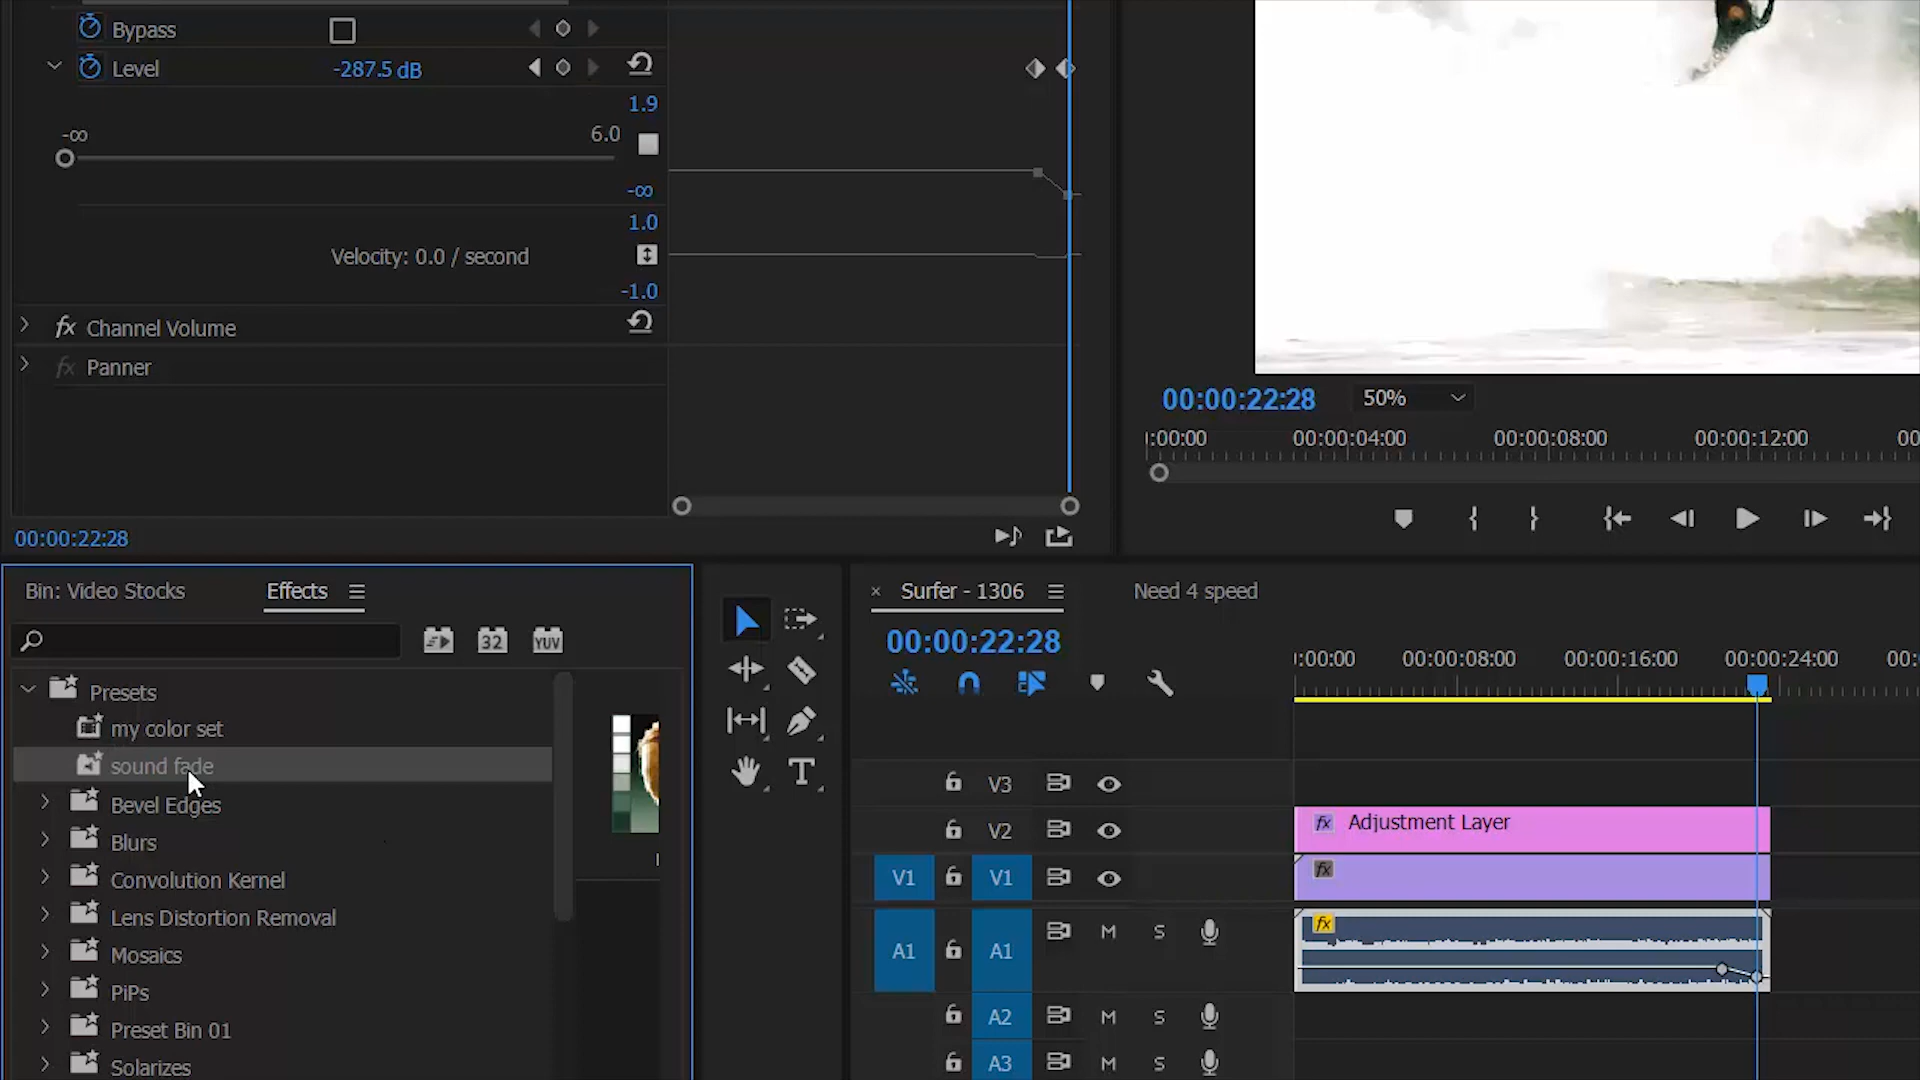 Bypass
Level
-287.5 dB
1.9
-∞
6.0
-∞
1.0
Velocity: 0.0 / second
-1.0
fx Channel Volume
fx Panner
00:00:22:28
00:00:22:28
50%
:00:00
00:00:04:00
00:00:08:00
00:00:12:00
00
Bin: Video Stocks
Effects
32
YUV
Presets
my color set
sound fade
Bevel Edges
Blurs
Convolution Kernel
Lens Distortion Removal
Mosaics
PiPs
Preset Bin 01
Solarizes
T
× Surfer - 1306
Need 4 speed
00:00:22:28
:00:00
00:00:08:00
00:00:16:00
00:00:24:00
00:
V3
V2
fx Adjustment Layer
V1
V1
fx
A1
A1
M
S
fx
A2
M
S
A3
M
S